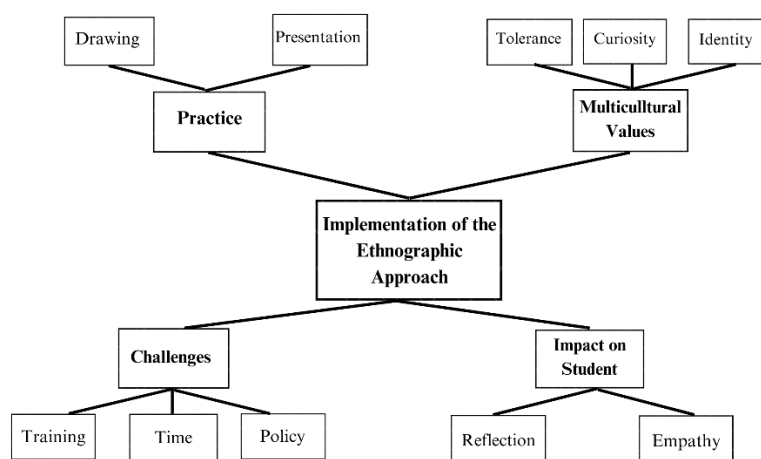 Drawing
Presentation
Tolerance
Curiosity
Identity
Practice
Multiculltural
Values
Implementation of the
Ethnographic
Approach
Challenges
Impact on
Student
Training
Time
Policy
Reflection
Empathy